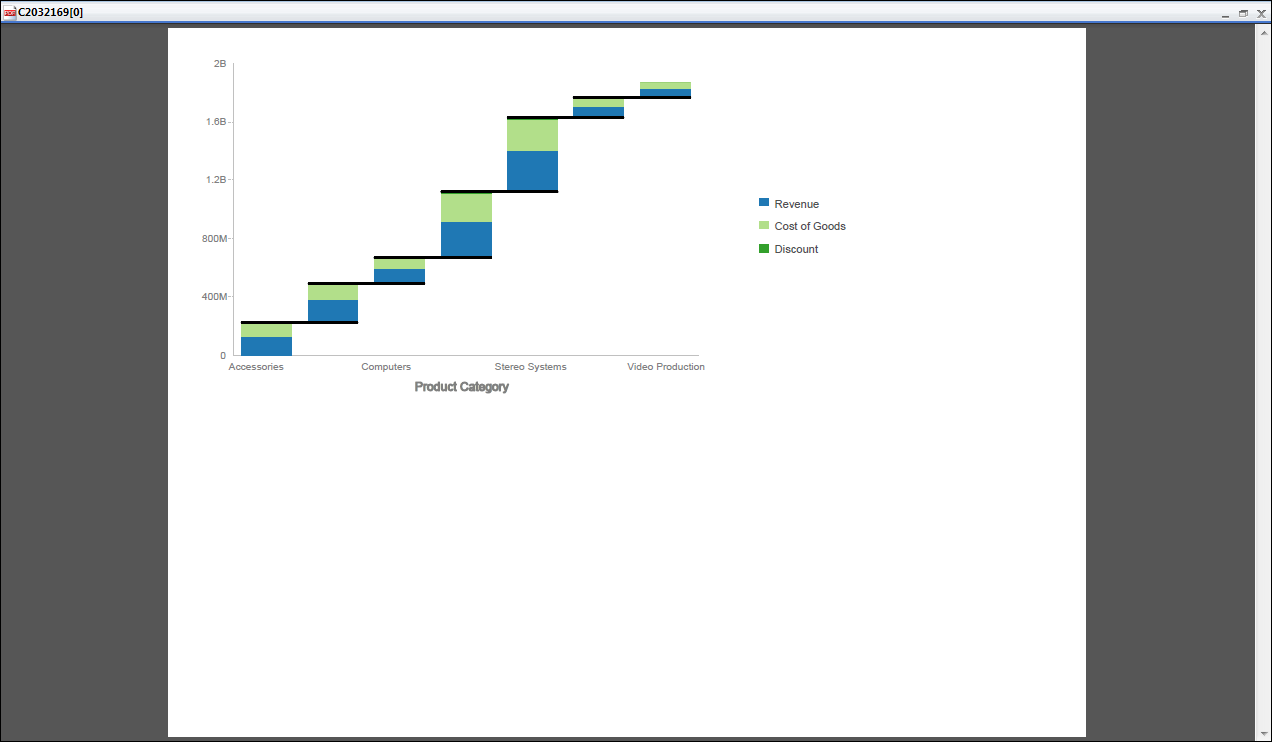 PDF
C2032169[0]
2B
1.6B
1.2B
800M
400M
0
Accessories Computers Stereo Systems Video Production
Product Category
Revenue
Cost of Goods
Discount